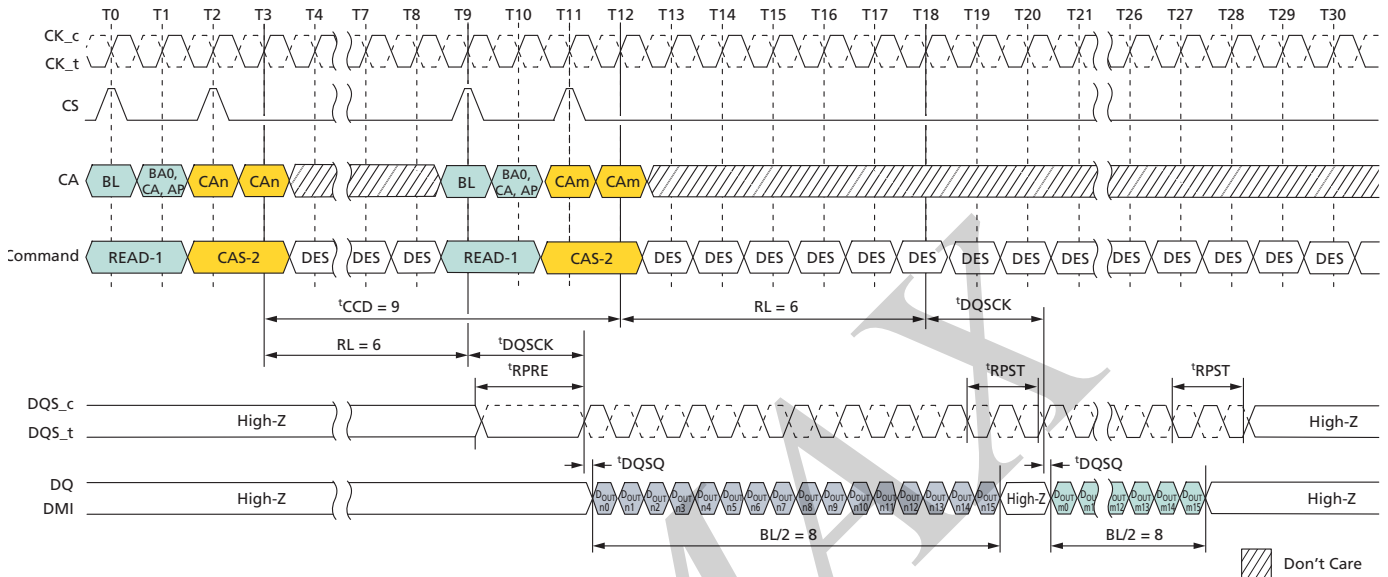 T0 T1 T2 T3 T4 T7 T8 T9 T10 T11 T12 T13 T14 T15 T16 T17 T18 T19 T20 T21 T26 T27 T28 T29 T30
CK_c
CK_t
CS
CA BL BA0, CA, AP CAn CAn BL BA0, CA, AP CAm CAm
Command READ-1 CAS-2 DES DES DES READ-1 CAS-2 DES DES DES DES DES DES DES DES DES DES DES DES DES DES
tCCD = 9 RL = 6 tDQSCK
RL = 6 tDQSCK
tRPRE tRPST tRPST
DQS_c
DQS_t
High-Z High-Z
tDQSQ tDQSQ
DQ
DMI
High-Z DOUT n0 DOUT n1 DOUT n2 DOUT n3 DOUT n4 DOUT n5 DOUT n6 DOUT n7 DOUT n8 DOUT n9 DOUT n10 DOUT n11 DOUT n12 DOUT n13 DOUT n14 DOUT n15 High-Z DOUT m0 DOUT DOUT m12 DOUT m13 DOUT m14 DOUT m15 High-Z
BL/2 = 8 BL/2 = 8
Don't Care